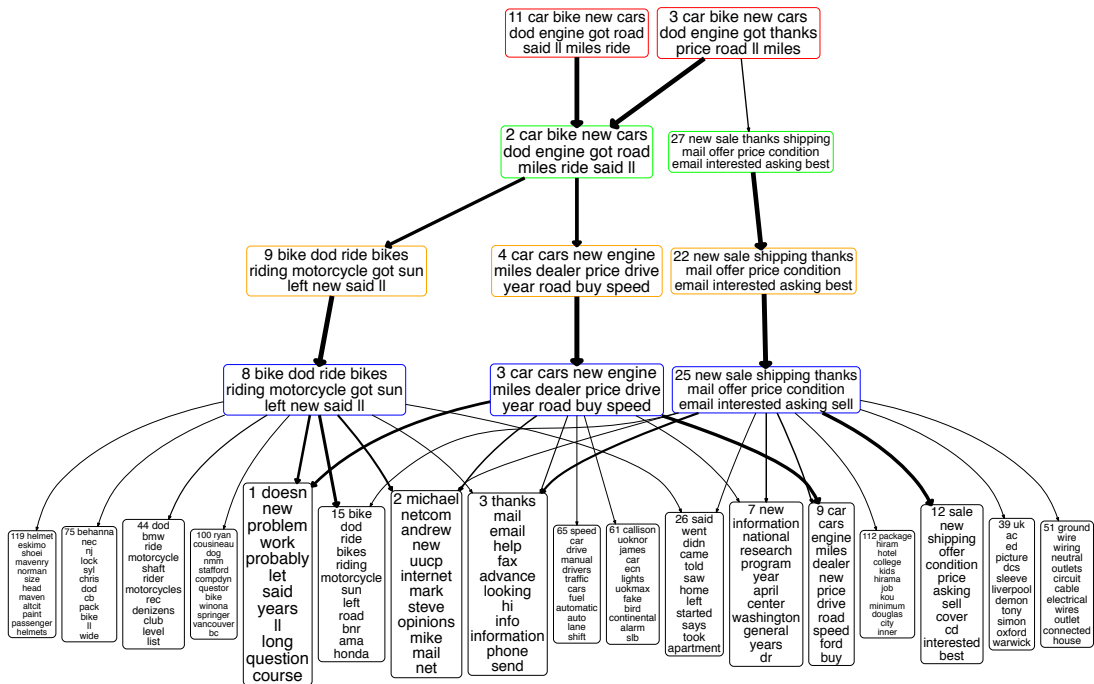 11 car bike new cars
dod engine got road
said ll miles ride
3 car bike new cars
dod engine got thanks
price road ll miles
2 car bike new cars
dod engine got road
miles ride said ll
27 new sale thanks shipping
mail offer price condition
email interested asking best
9 bike dod ride bikes
riding motorcycle got sun
left new said ll
4 car cars new engine
miles dealer price drive
year road buy speed
22 new sale shipping thanks
mail offer price condition
email interested asking best
8 bike dod ride bikes
riding motorcycle got sun
left new said ll
3 car cars new engine
miles dealer price drive
year road buy speed
25 new sale shipping thanks
mail offer price condition
email interested asking sell
119 helmet
eskimo
shoei
mavenry
norman
size
head
maven
altcit
paint
passenger
helmets
75 behanna
nec
nj
lock
syl
chris
dod
cb
pack
bike
ll
wide
44 dod
bmw
ride
motorcycle
shaft
rider
motorcycles
rec
denizens
club
level
list
100 ryan
cousineau
dog
nmm
stafford
compdyn
questor
bike
winona
springer
vancouver
bc
1 doesn
new
problem
work
probably
let
said
years
ll
long
question
course
15 bike
dod
ride
bikes
riding
motorcycle
sun
left
road
bnr
ama
honda
2 michael
netcom
andrew
new
uucp
internet
mark
steve
opinions
mike
mail
net
3 thanks
mail
email
help
fax
advance
looking
hi
info
information
phone
send
65 speed
car
drive
manual
drivers
traffic
cars
fuel
automatic
auto
lane
shift
61 callison
uoknor
james
car
ecn
lights
uokmax
fake
bird
continental
alarm
slb
26 said
went
didn
came
told
saw
home
left
started
says
took
apartment
7 new
information
national
research
program
year
april
center
washington
general
years
dr
9 car
cars
engine
miles
dealer
new
price
drive
road
speed
ford
buy
112 package
hiram
hotel
college
kids
hirama
job
kou
minimum
douglas
city
inner
12 sale
new
shipping
offer
condition
price
asking
sell
cover
cd
interested
best
39 uk
ac
ed
picture
dcs
sleeve
liverpool
demon
tony
simon
oxford
warwick
51 ground
wire
wiring
neutral
outlets
circuit
cable
electrical
wires
outlet
connected
house